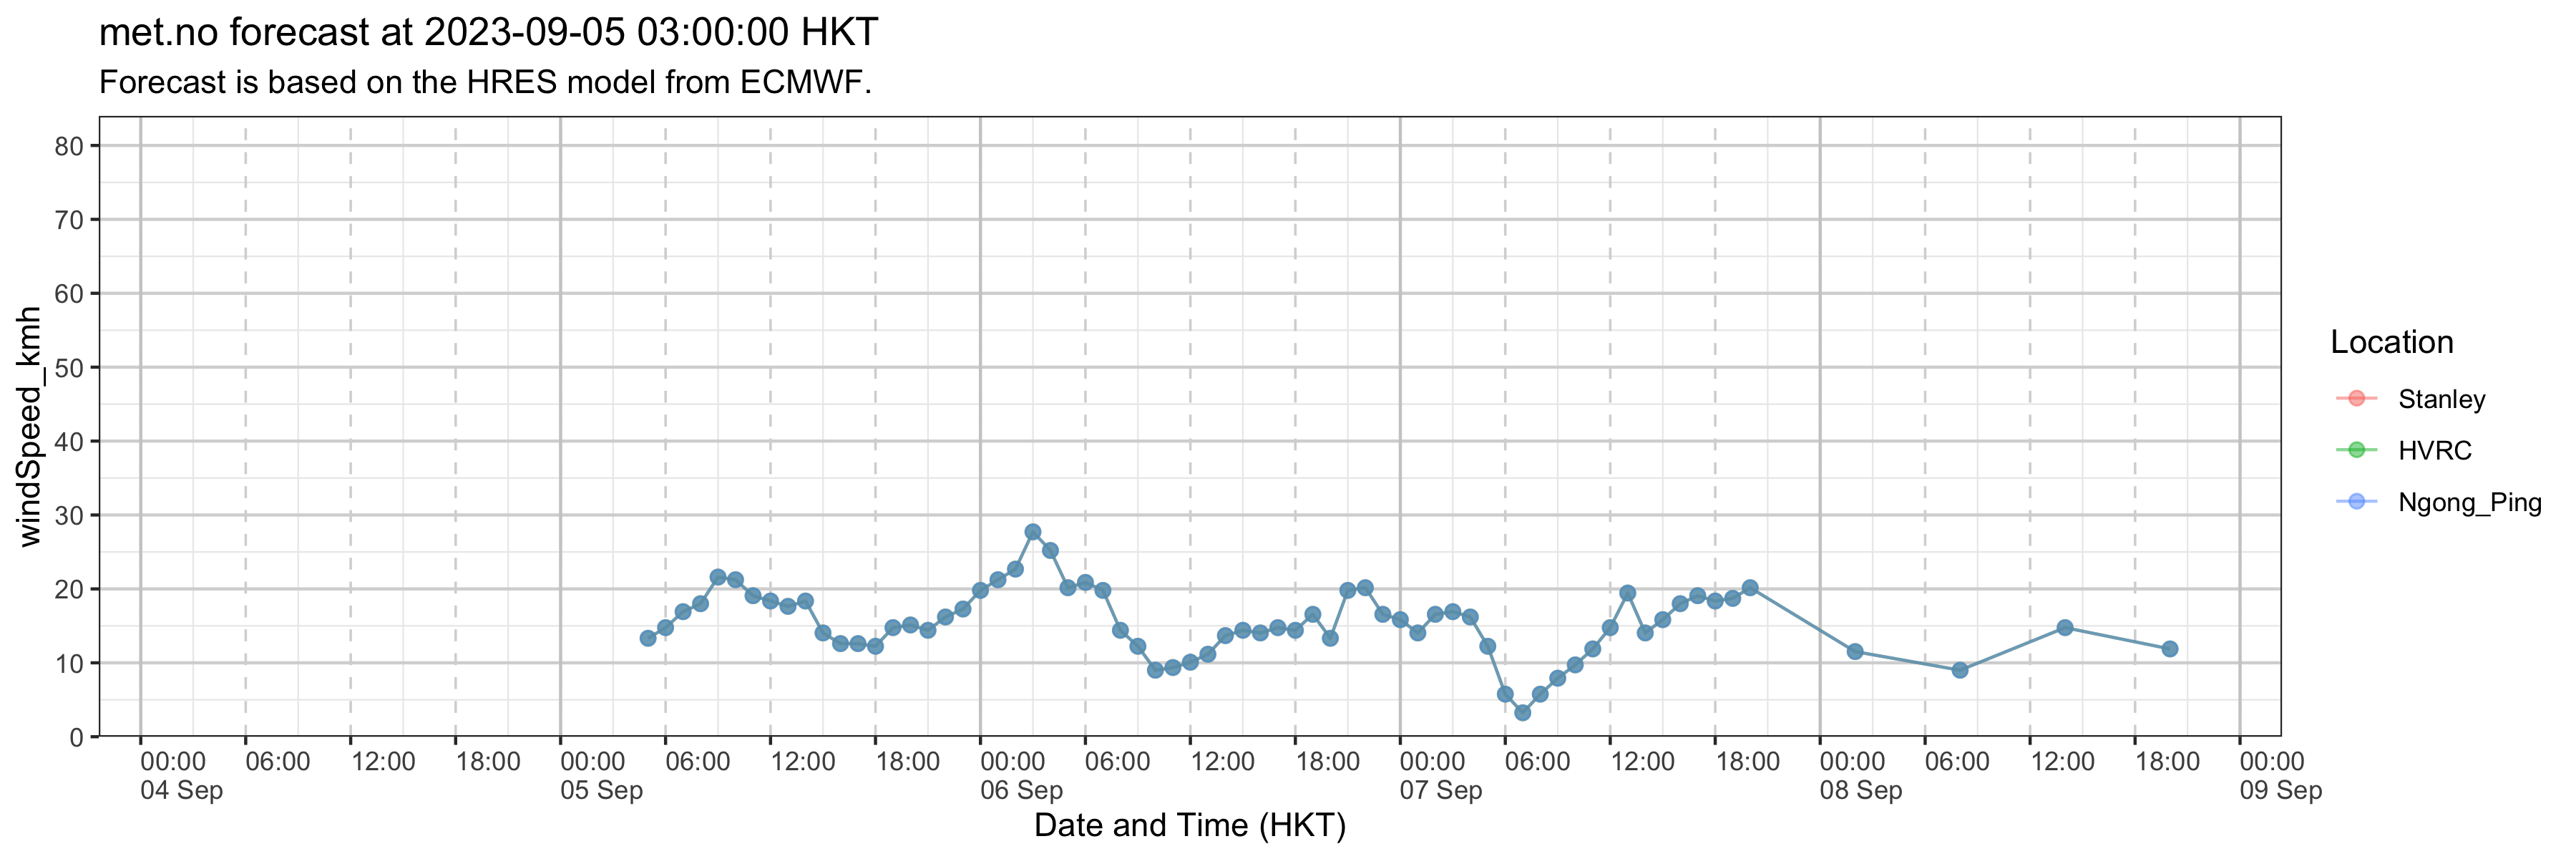 met.no forecast at 2023-09-05 03:00:00 HKT
Forecast is based on the HRES model from ECMWF.
80
70
60
50
40
30
20
10
0
windSpeed_kmh
00:00 06:00 12:00 18:00 00:00 06:00 12:00 18:00 00:00 06:00 12:00 18:00 00:00 06:00 12:00 18:00 00:00 06:00 12:00 18:00 00:00
04 Sep 05 Sep 06 Sep 07 Sep 08 Sep 09 Sep
Date and Time (HKT)
Location
Stanley
HVRC
Ngong_Ping